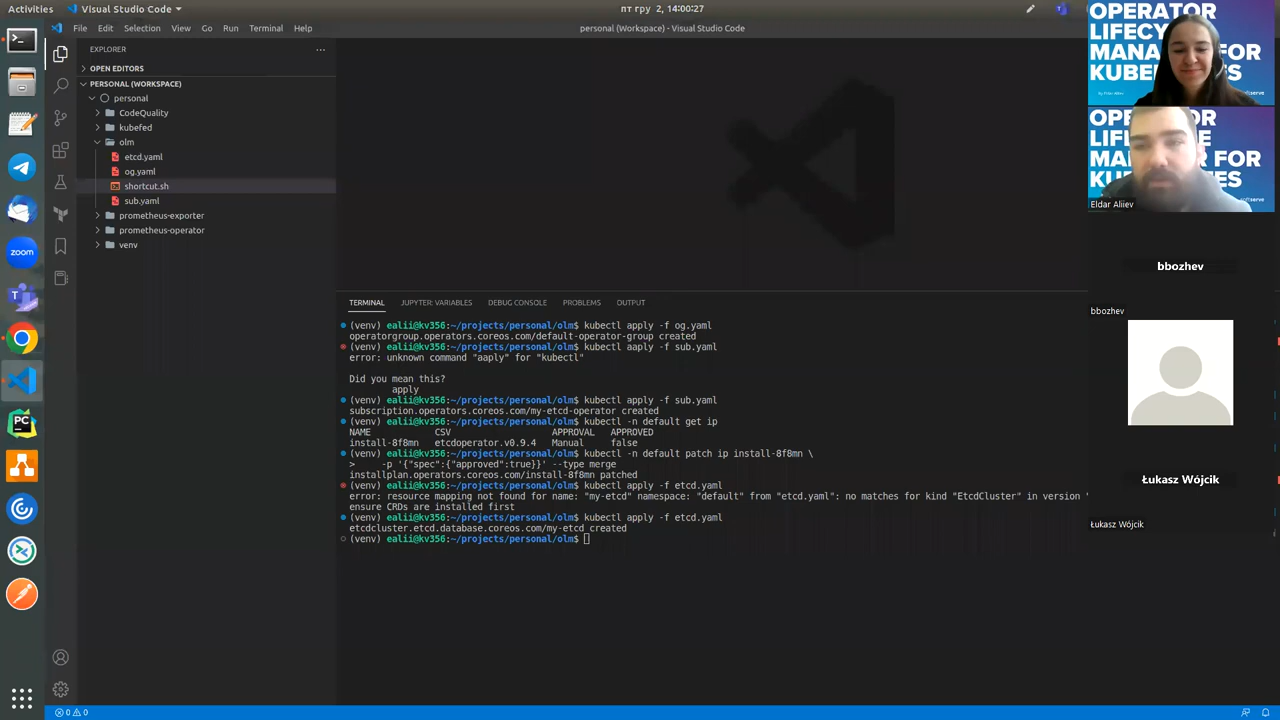 Activities
Visual Studio Code
пт гру 2, 14:00:27
File Edit Selection View Go Run Terminal Help
personal (Workspace) - Visual Studio Code
EXPLORER
OPEN EDITORS
PERSONAL (WORKSPACE)
personal
CodeQuality
kubefed
olm
etcd.yaml
og.yaml
shortcut.sh
sub.yaml
prometheus-exporter
prometheus-operator
venv
zoom
TERMINAL JUPYTER: VARIABLES DEBUG CONSOLE PROBLEMS OUTPUT
(venv) ealii@kv356:~/projects/personal/olm$ kubectl apply -f og.yaml
operatorgroup.operators.coreos.com/default-operator-group created
(venv) ealii@kv356:~/projects/personal/olm$ kubectl aaply -f sub.yaml
error: unknown command "aaply" for "kubectl"
Did you mean this?
apply
(venv) ealii@kv356:~/projects/personal/olm$ kubectl apply -f sub.yaml
subscription.operators.coreos.com/my-etcd-operator created
(venv) ealii@kv356:~/projects/personal/olm$ kubectl -n default get ip
NAME CSV APPROVAL APPROVED
install-8f8mn etcdoperator.v0.9.4 Manual false
(venv) ealii@kv356:~/projects/personal/olm$ kubectl -n default patch ip install-8f8mn \
> -p '{"spec":{"approved":true}}' --type merge
installplan.operators.coreos.com/install-8f8mn patched
(venv) ealii@kv356:~/projects/personal/olm$ kubectl apply -f etcd.yaml
error: resource mapping not found for name: "my-etcd" namespace: "default" from "etcd.yaml": no matches for kind "EtcdCluster" in version "
ensure CRDs are installed first
(venv) ealii@kv356:~/projects/personal/olm$ kubectl apply -f etcd.yaml
etcdcluster.etcd.database.coreos.com/my-etcd created
(venv) ealii@kv356:~/projects/personal/olm$
0 0
OPERATOR
LIFECY
MANA FOR
KUBE ES
OPERATOR
LIFE E
MA R FOR
KU ES
Eldar Aliiev
bbozhev
bbozhev
Łukasz Wójcik
Łukasz Wójcik